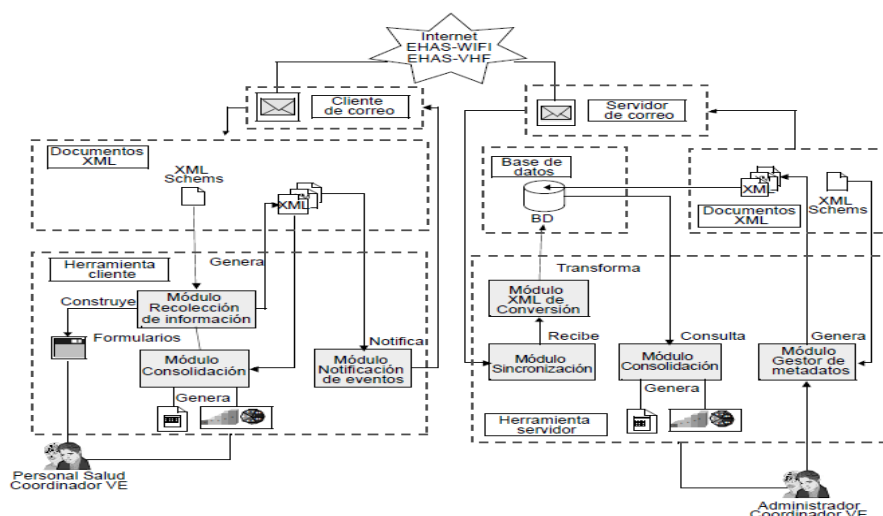 Internet
EHAS-WIFI
EHAS-VHF
Cliente
de correo
Servidor
de correo
Documentos
XML
XML
Schems
XML
Base de
datos
BD
XML
Documentos
XML
XML
Schems
Herramienta
cliente
Genera
Construye
Módulo
Recolección
de información
Formularios
Módulo
Consolidación
Genera
Notifica
Módulo
Notificación
de eventos
Transforma
Módulo
XML de
Conversión
Recibe
Módulo
Sincronización
Consulta
Módulo
Consolidación
Genera
Genera
Módulo
Gestor de
metadatos
Herramienta
servidor
Personal Salud
Coordinador VE
Administrador
Coordinador VE